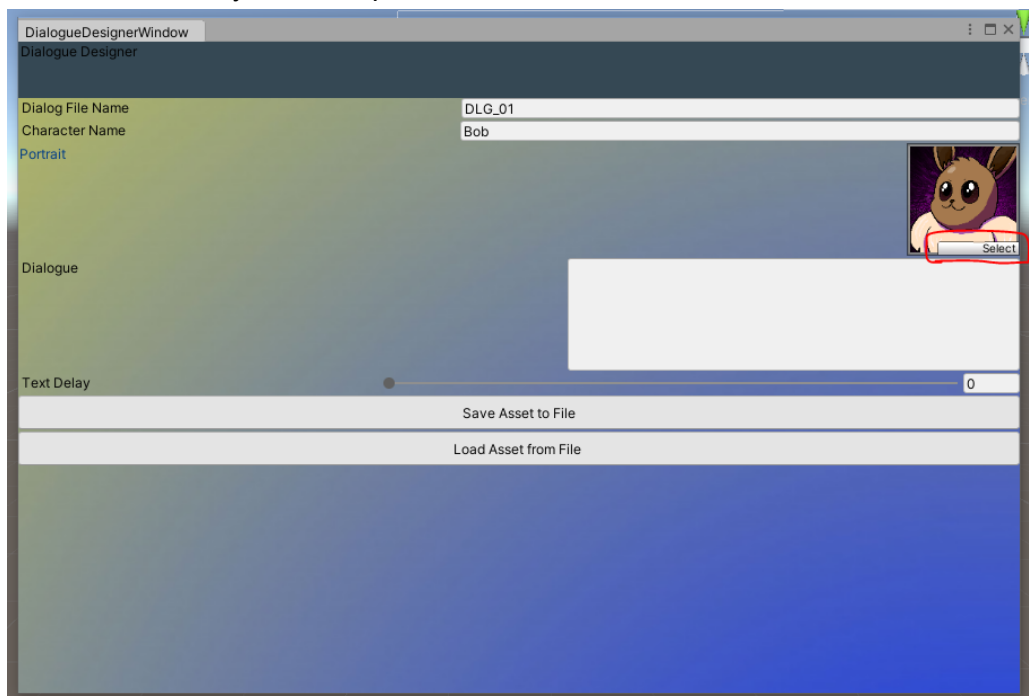 DialogueDesignerWindow
Dialogue Designer
Dialog File Name DLG_01
Character Name Bob
Portrait
Select
Dialogue
Text Delay 0
Save Asset to File
Load Asset from File